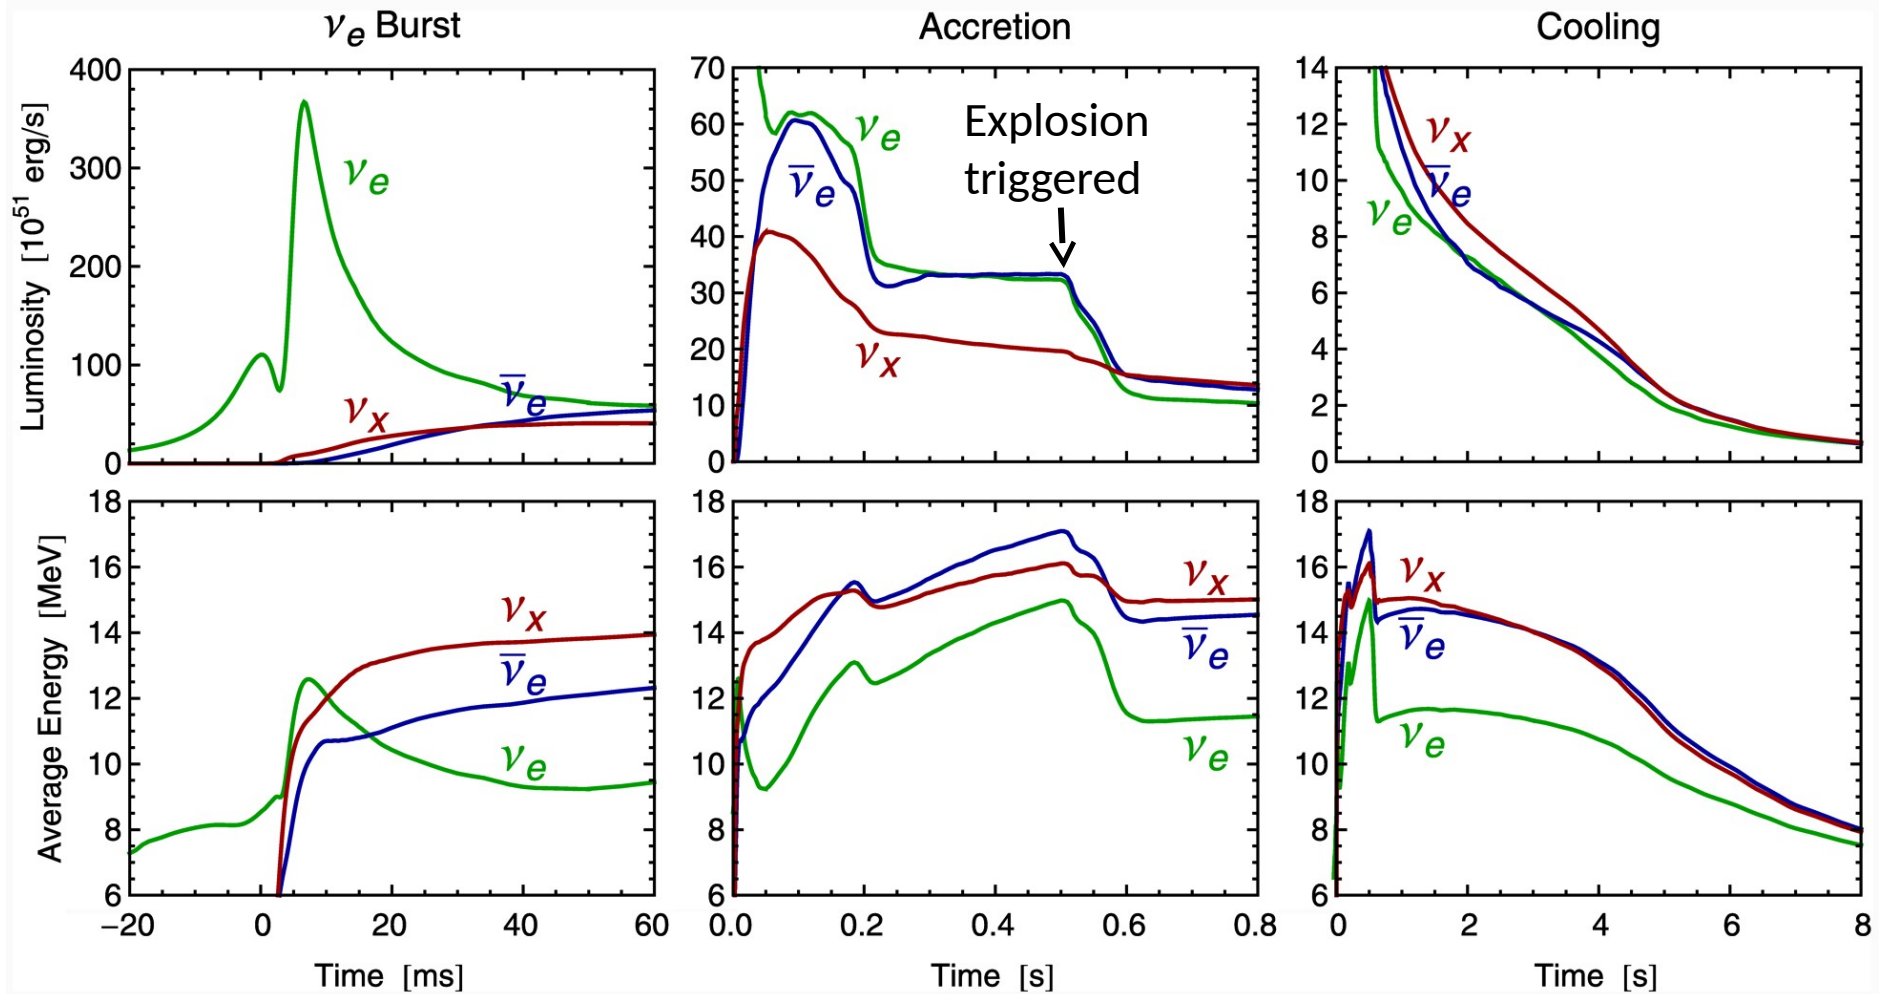 νe Burst
Accretion
Cooling
Luminosity [10^51 erg/s]
400
300
200
100
0
νe
νx
ν̅e
70
60
50
40
30
20
10
0
νe
ν̅e
νx
Explosion
triggered
14
12
10
8
6
4
2
0
νx
ν̅e
νe
Average Energy [MeV]
18
16
14
12
10
8
6
νx
ν̅e
νe
−20 0 20 40 60
Time [ms]
18
16
14
12
10
8
6
νx
ν̅e
νe
0.0 0.2 0.4 0.6 0.8
Time [s]
18
16
14
12
10
8
6
νx
ν̅e
νe
0 2 4 6 8
Time [s]